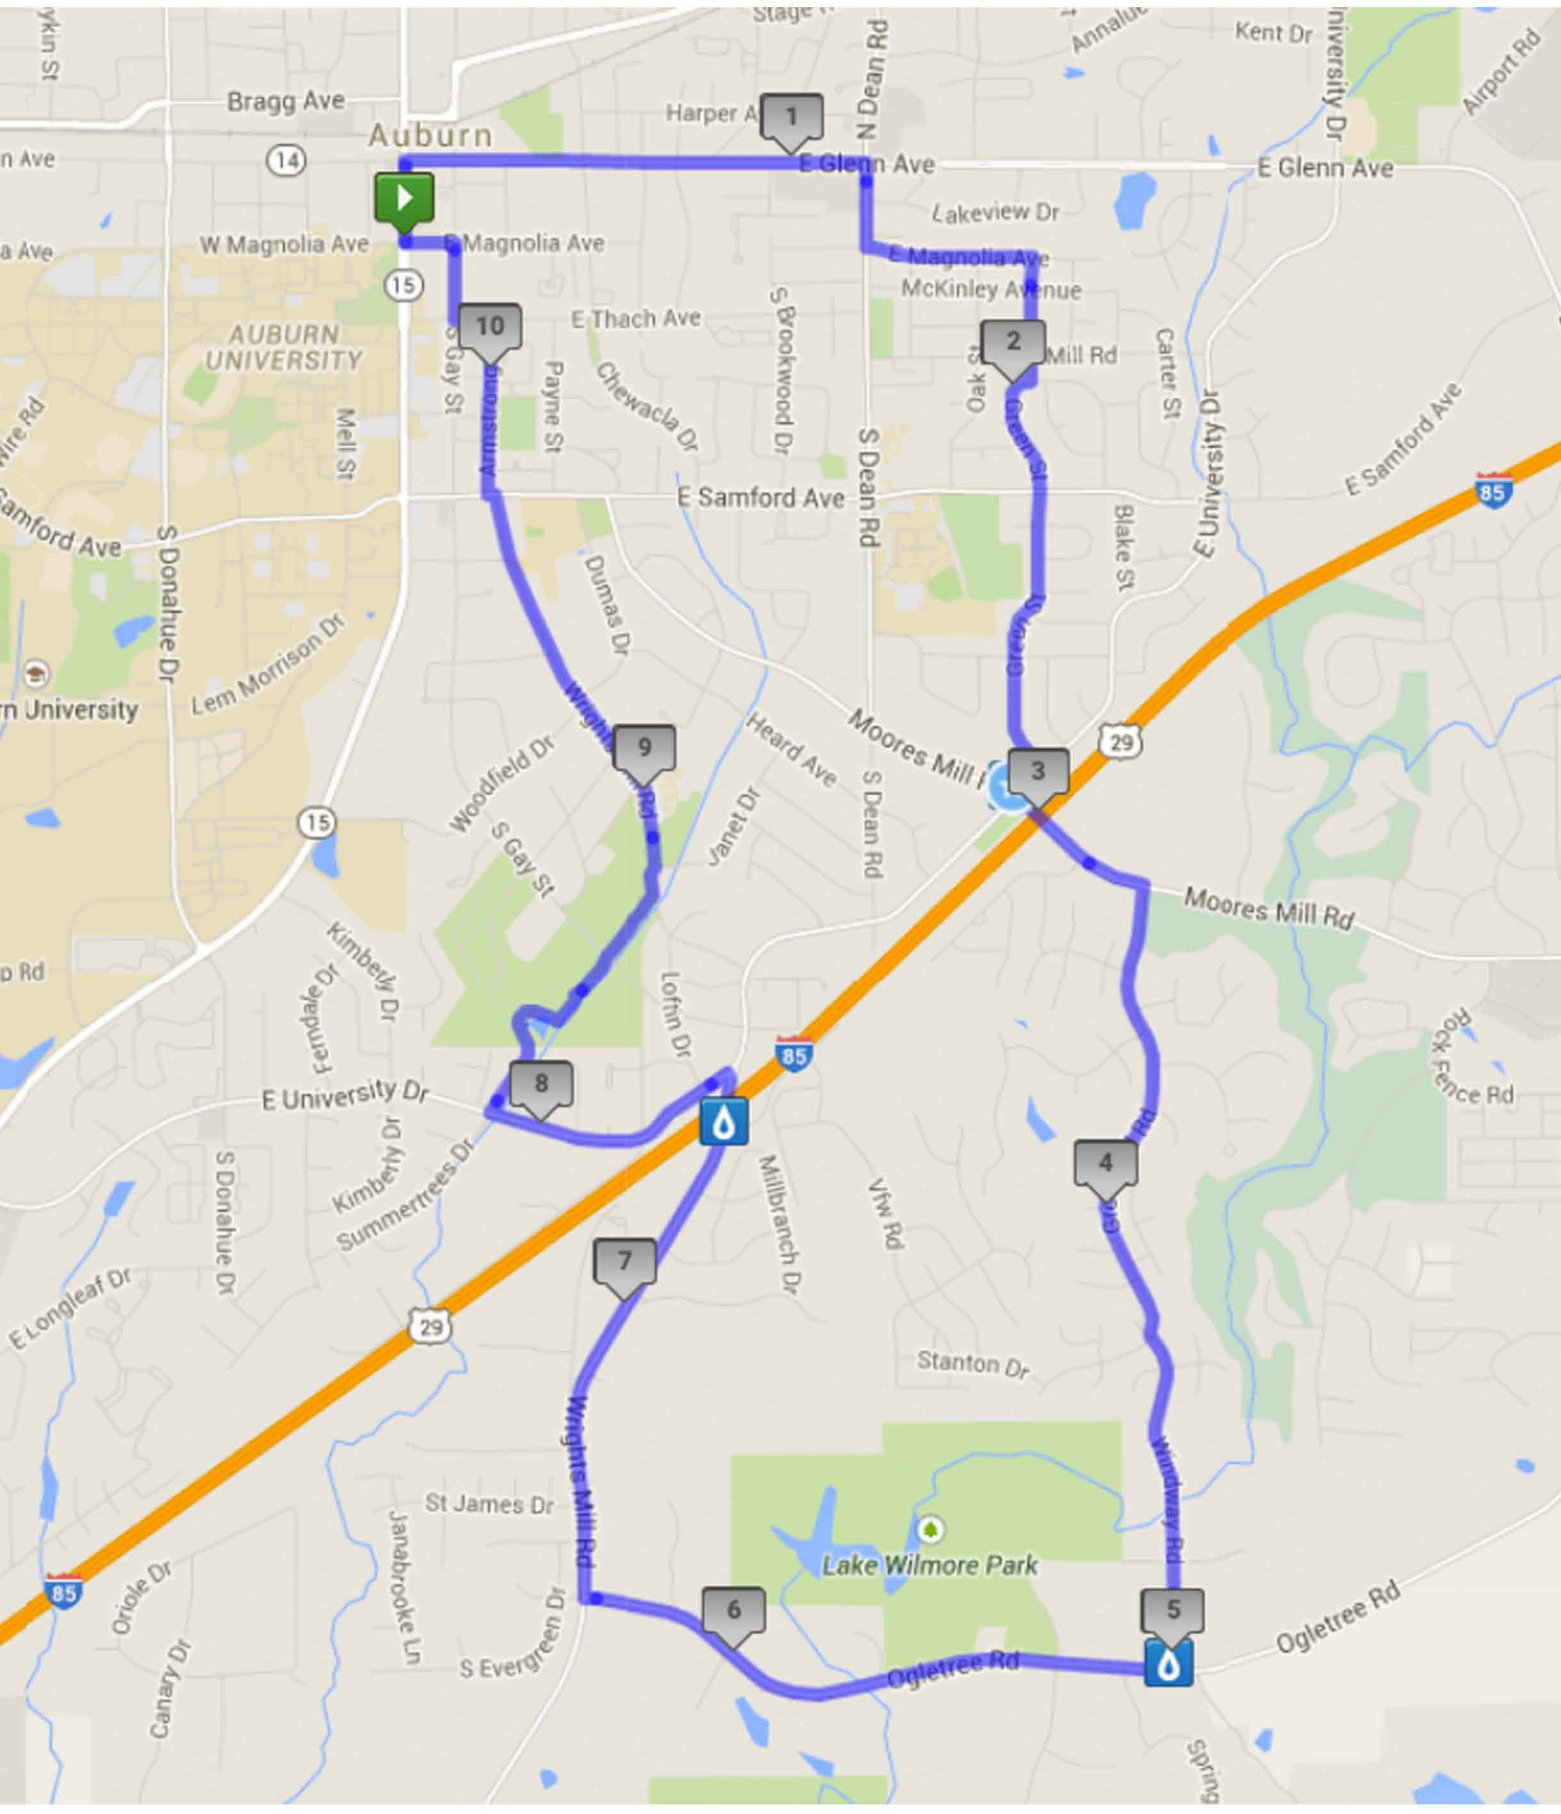 Stage
Kent Dr
Airport Rd
Bragg Ave
Harper A
1
N Dean Rd
Auburn
14
n Ave
E Glenn Ave
E Glenn Ave
Lakeview Dr
W Magnolia Ave
E Magnolia Ave
a Ave
E Magnolia Ave
15
McKinley Avenue
10
E Thach Ave
S Brookwood Dr
2
Mill Rd
AUBURN
UNIVERSITY
S Gay St
Payne St
Chewacla Dr
Oak St
Carter St
Mell St
Armstrong
Green St
E University Dr
Wire Rd
S Dean Rd
E Samford Ave
85
E Samford Ave
Samford Ave
S Donahue Dr
Blake St
Dumas Dr
Green St
Lem Morrison Dr
rn University
Wrigh
Rd
9
Woodfield Dr
Heard Ave
Moores Mill
29
3
S Dean Rd
15
Janet Dr
S Gay St
Moores Mill Rd
Kimberly Dr
Ferndale Dr
p Rd
Loftin Dr
Rock Fence Rd
85
8
E University Dr
Rd
Kimberly Dr
Summertrees Dr
S Donahue Dr
4
Millbranch Dr
Vfw Rd
7
E Longleaf Dr
29
Stanton Dr
Wrights Mill Rd
Windway Rd
St James Dr
Janabrooke Ln
Lake Wilmore Park
85
Oriole Dr
6
5
S Evergreen Dr
Ogletree Rd
Ogletree Rd
Canary Dr
Spring